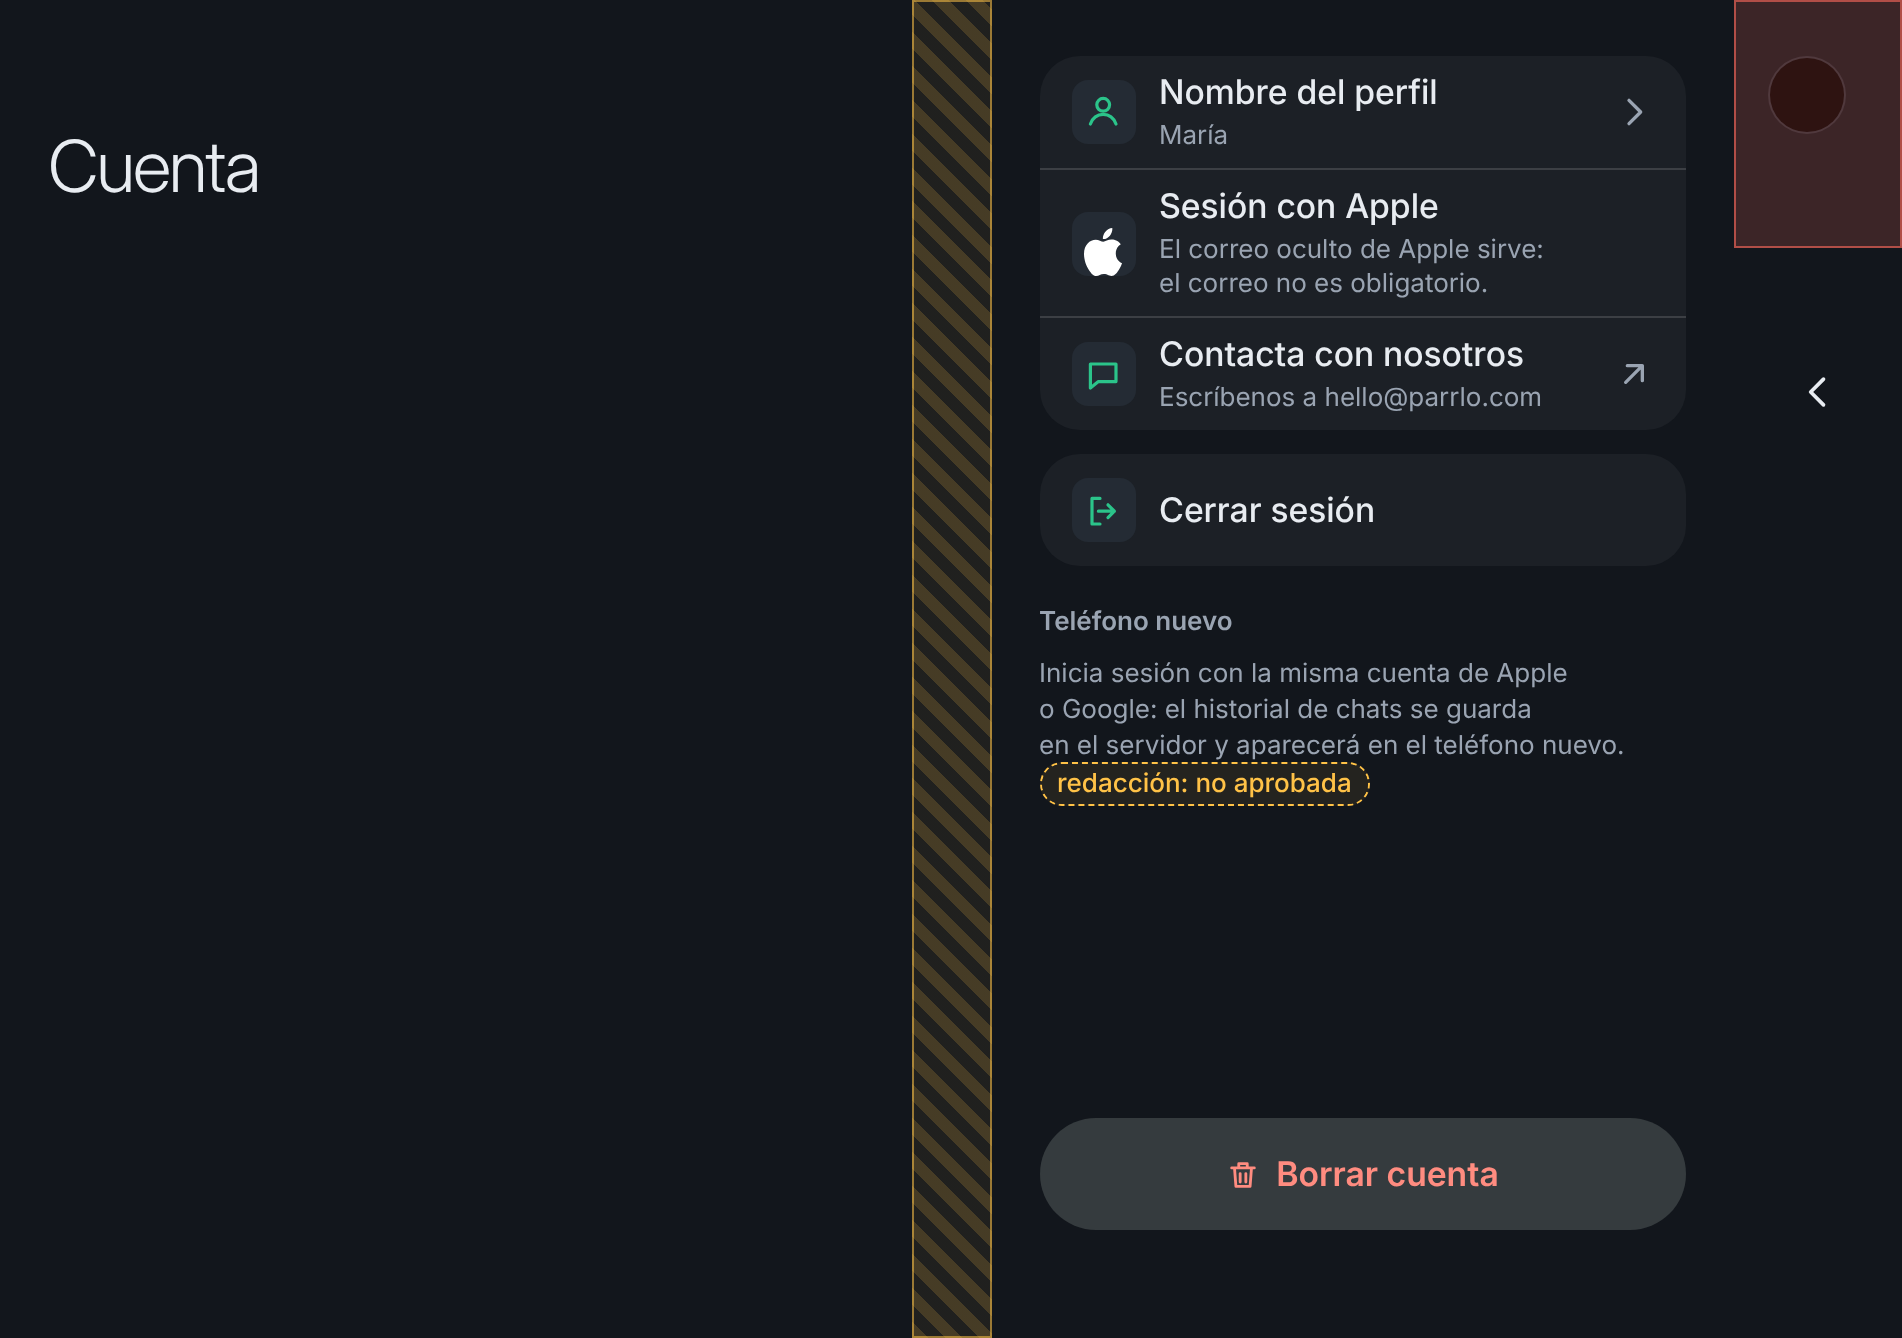 Cuenta
Nombre del perfil
María
Sesión con Apple
El correo oculto de Apple sirve:
el correo no es obligatorio.
Contacta con nosotros
Escríbenos a hello@parrlo.com
Cerrar sesión
Teléfono nuevo
Inicia sesión con la misma cuenta de Apple
o Google: el historial de chats se guarda
en el servidor y aparecerá en el teléfono nuevo.
redacción: no aprobada
Borrar cuenta